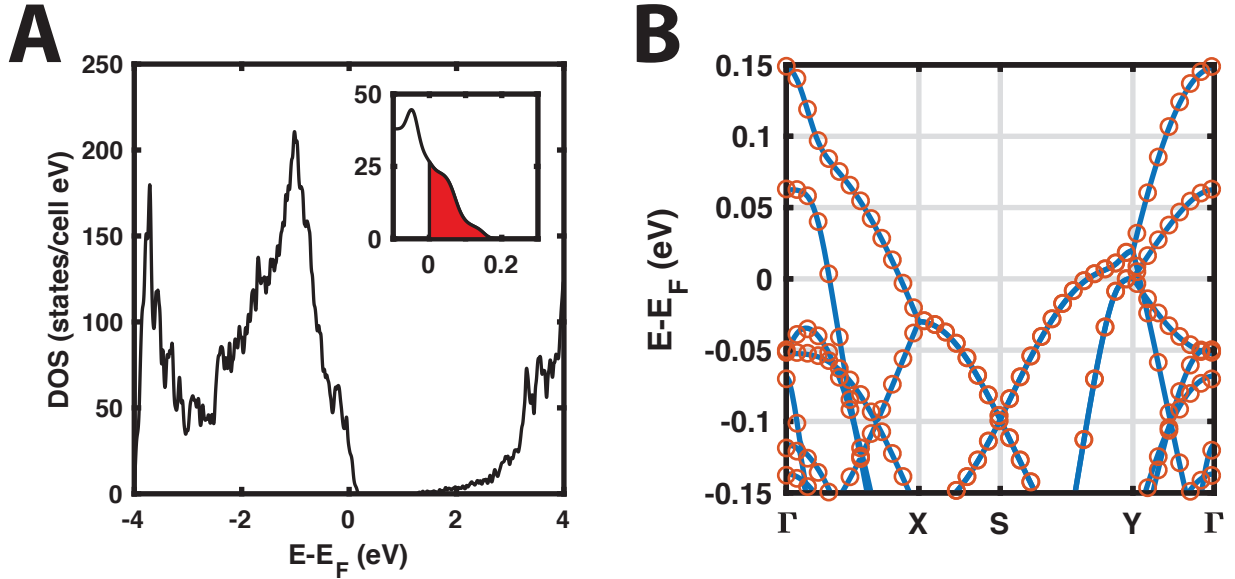 A
DOS (states/cell eV)
250
200
150
100
50
0
-4
-2
0
2
4
E-E_F (eV)
50
25
0
0
0.2
B
E-E_F (eV)
0.15
0.1
0.05
0
-0.05
-0.1
-0.15
Γ
X
S
Y
Γ